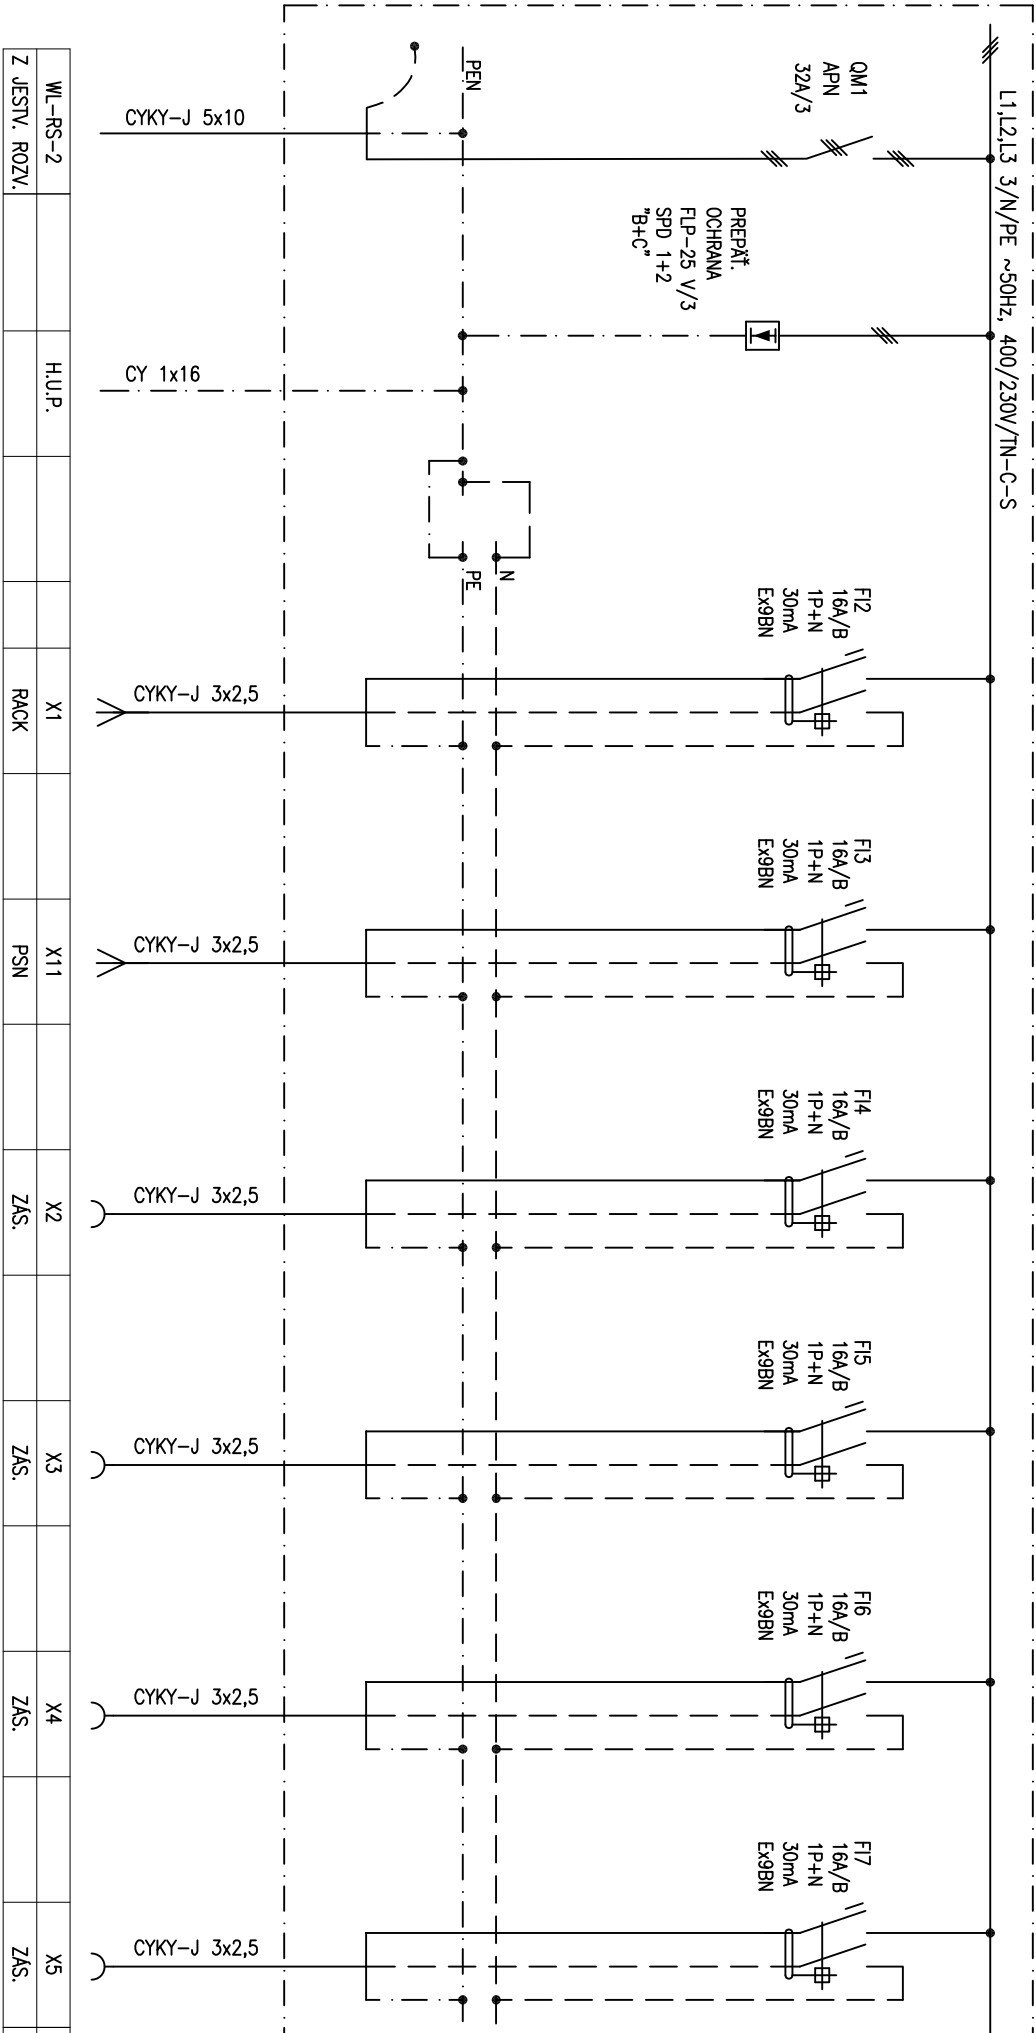 L1,L2,L3 3/N/PE ~50Hz, 400/230V/TN-C-S
QM1
APN
32A/3
PREPÄŤ.
OCHRANA
FLP-25 V/3
SPD 1+2
"B+C"
PEN
N
PE
FI2
16A/B
1P+N
30mA
Ex9BN
FI3
16A/B
1P+N
30mA
Ex9BN
FI4
16A/B
1P+N
30mA
Ex9BN
FI5
16A/B
1P+N
30mA
Ex9BN
FI6
16A/B
1P+N
30mA
Ex9BN
FI7
16A/B
1P+N
30mA
Ex9BN
CYKY-J 5x10
CY 1x16
CYKY-J 3x2,5
CYKY-J 3x2,5
CYKY-J 3x2,5
CYKY-J 3x2,5
CYKY-J 3x2,5
CYKY-J 3x2,5
WL-RS-2
Z JESTV. ROZV.
H.U.P.
X1
RACK
X11
PSN
X2
ZÁS.
X3
ZÁS.
X4
ZÁS.
X5
ZÁS.